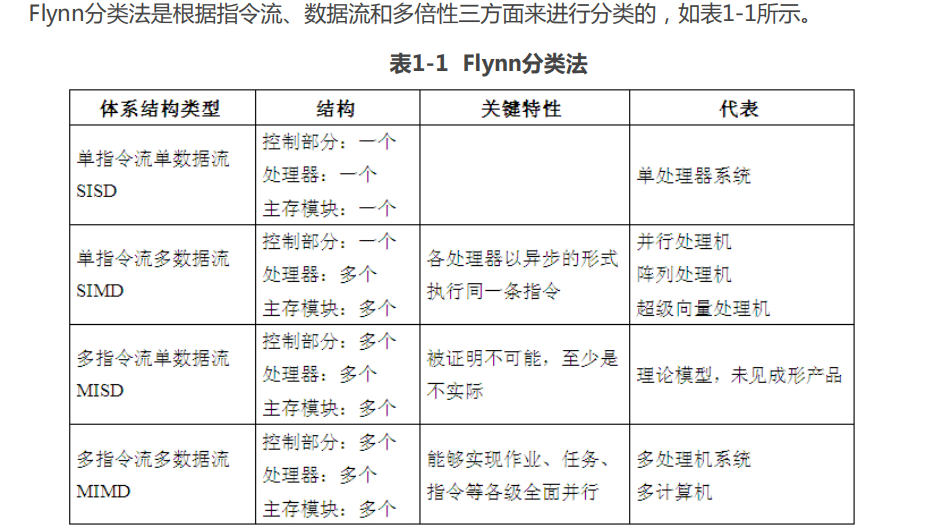 Flynn分类法是根据指令流、数据流和多倍性三方面来进行分类的，如表1-1所示。
表1-1 Flynn分类法
体系结构类型 结构 关键特性 代表
单指令流单数据流
SISD
控制部分：一个
处理器：一个
主存模块：一个
单处理器系统
单指令流多数据流
SIMD
控制部分：一个
处理器：多个
主存模块：多个
各处理器以异步的形式
执行同一条指令
并行处理机
阵列处理机
超级向量处理机
多指令流单数据流
MISD
控制部分：多个
处理器：多个
主存模块：多个
被证明不可能，至少是
不实际
理论模型，未见成形产品
多指令流多数据流
MIMD
控制部分：多个
处理器：多个
主存模块：多个
能够实现作业、任务、
指令等各级全面并行
多处理机系统
多计算机